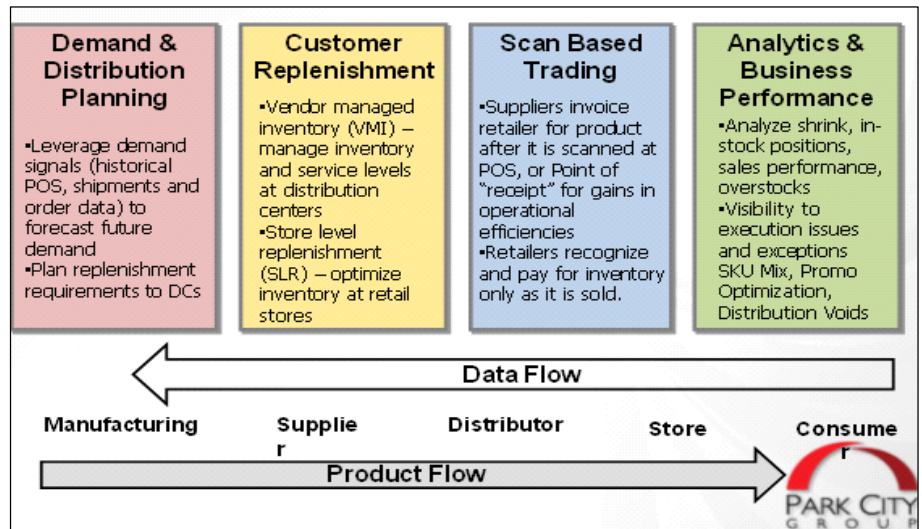 Demand &
Distribution
Planning
▪Leverage demand
signals (historical
POS, shipments and
order data) to
forecast future
demand
▪Plan replenishment
requirements to DCs
Customer
Replenishment
▪Vendor managed
inventory (VMI) –
manage inventory
and service levels
at distribution
centers
▪Store level
replenishment
(SLR) – optimize
inventory at retail
stores
Scan Based
Trading
▪Suppliers invoice
retailer for product
after it is scanned at
POS, or Point of
“receipt” for gains in
operational
efficiencies
▪Retailers recognize
and pay for inventory
only as it is sold.
Analytics &
Business
Performance
▪Analyze shrink, in-
stock positions,
sales performance,
overstocks
▪Visibility to
execution issues
and exceptions
SKU Mix, Promo
Optimization,
Distribution Voids
Data Flow
Manufacturing
Supplie
r
Distributor
Store
Consume
r
Product Flow
PARK CITY
GROUP